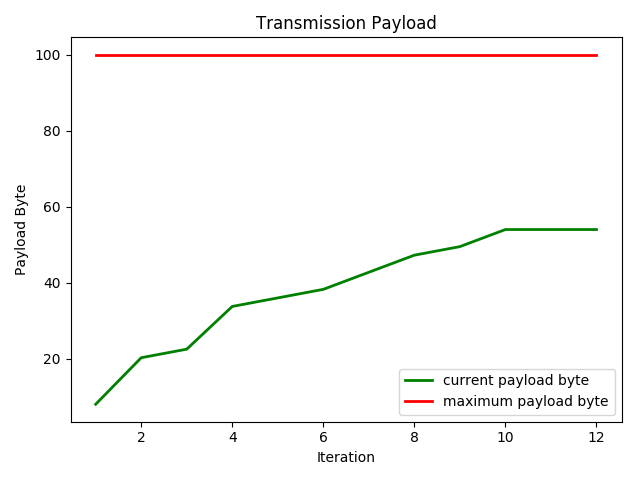 Transmission Payload
100
80
60
40
20
Payload Byte
2 4 6 8 10 12
Iteration
current payload byte
maximum payload byte